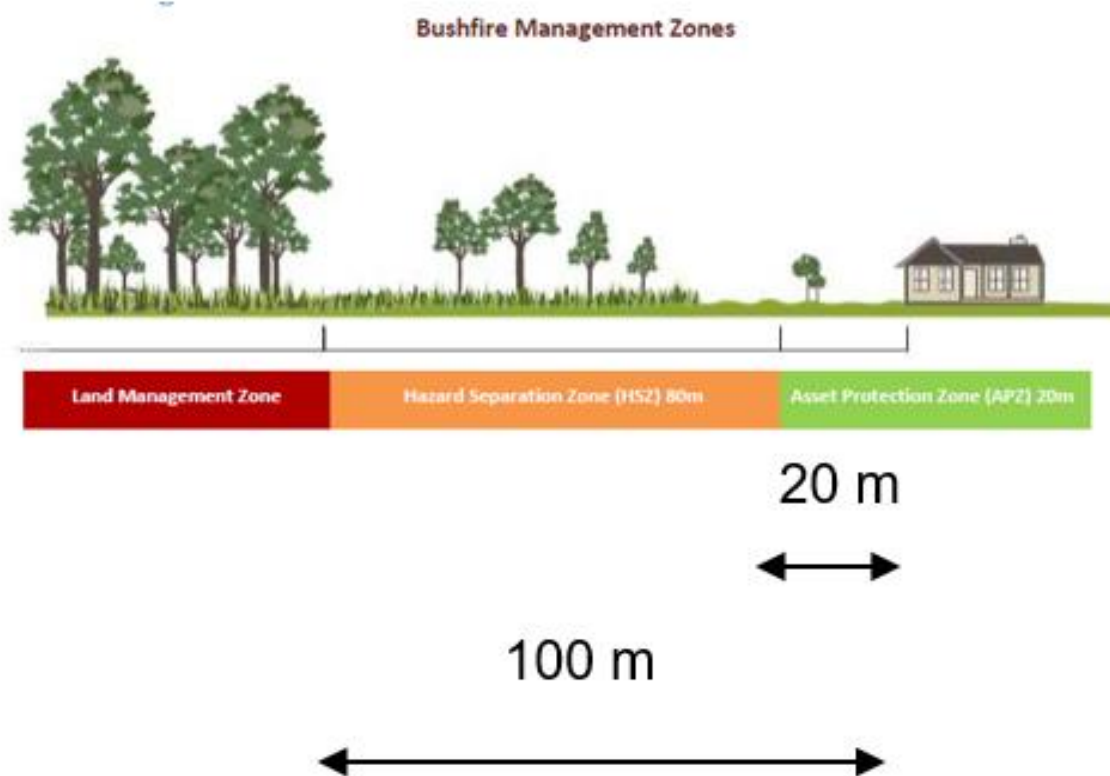 Bushfire Management Zones
Land Management Zone
Hazard Separation Zone (HSZ) 80m
Asset Protection Zone (APZ) 20m
20 m
100 m